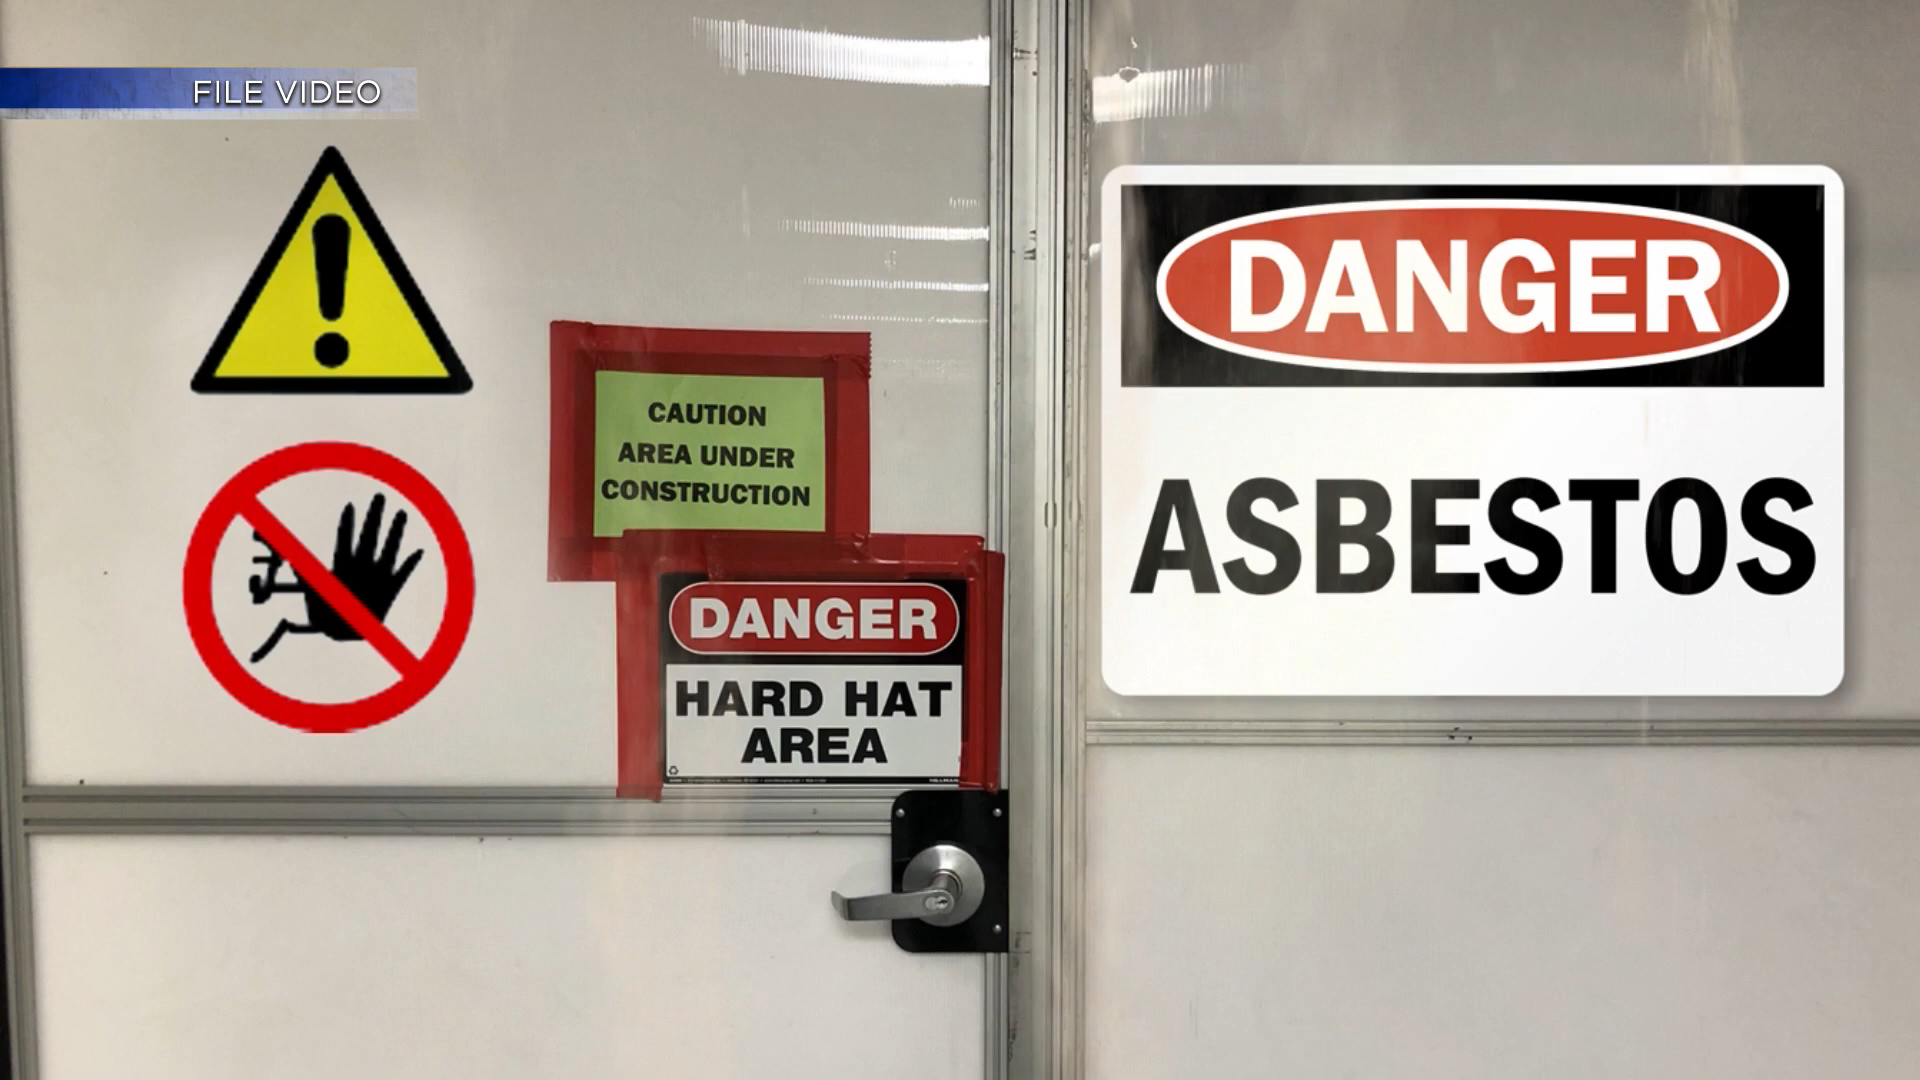 FILE VIDEO
CAUTION
AREA UNDER
CONSTRUCTION
DANGER
HARD HAT
AREA
DANGER
ASBESTOS